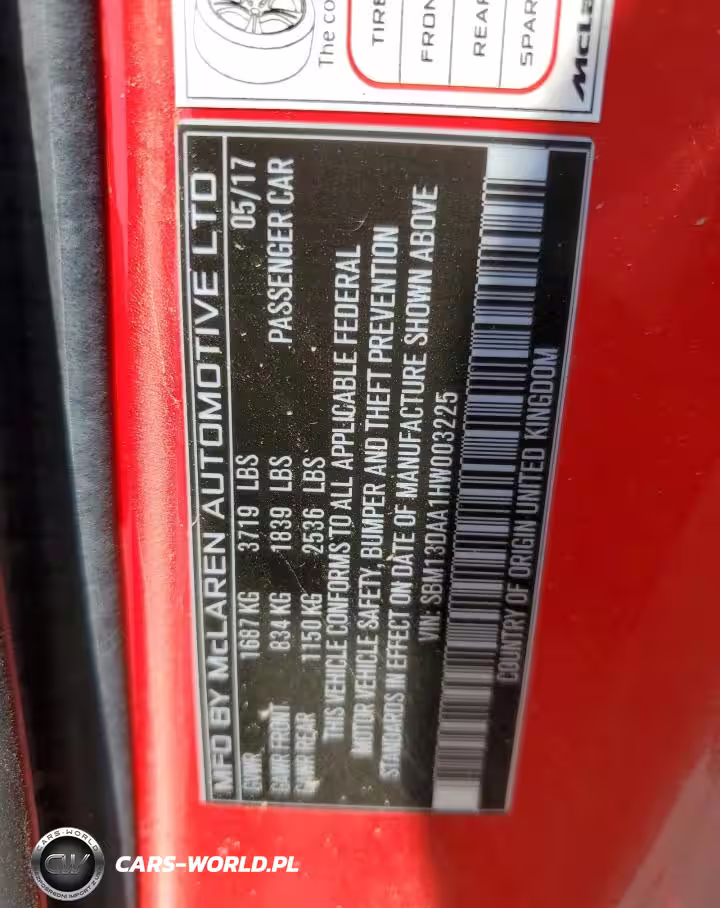 The co
TIRE
FRON
REAR
SPAR
McLa
MFD BY McLAREN AUTOMOTIVE LTD
05/17
GVWR 1687 KG 3719 LBS PASSENGER CAR
GAWR FRONT 834 KG 1839 LBS
GAWR REAR 1150 KG 2536 LBS
THIS VEHICLE CONFORMS TO ALL APPLICABLE FEDERAL
MOTOR VEHICLE SAFETY, BUMPER AND THEFT PREVENTION
STANDARDS IN EFFECT ON DATE OF MANUFACTURE SHOWN ABOVE
VIN: SBM13DAA1HW003225
COUNTRY OF ORIGIN UNITED KINGDOM
CARS-WORLD
CW
CARS-WORLD.PL